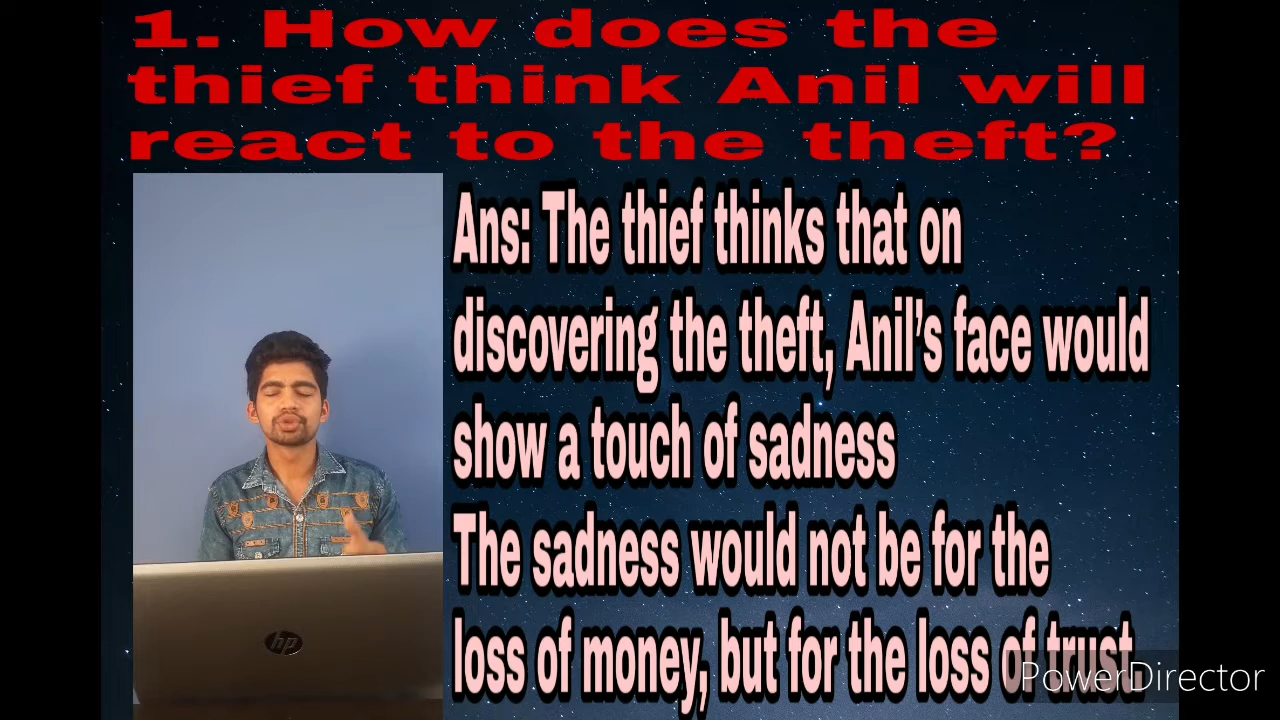 1. How does the
thief think Anil will
react to the theft?
Ans: The thief thinks that on
discovering the theft, Anil's face would
show a touch of sadness
The sadness would not be for the
loss of money, but for the loss of trust.
PowerDirector
hp